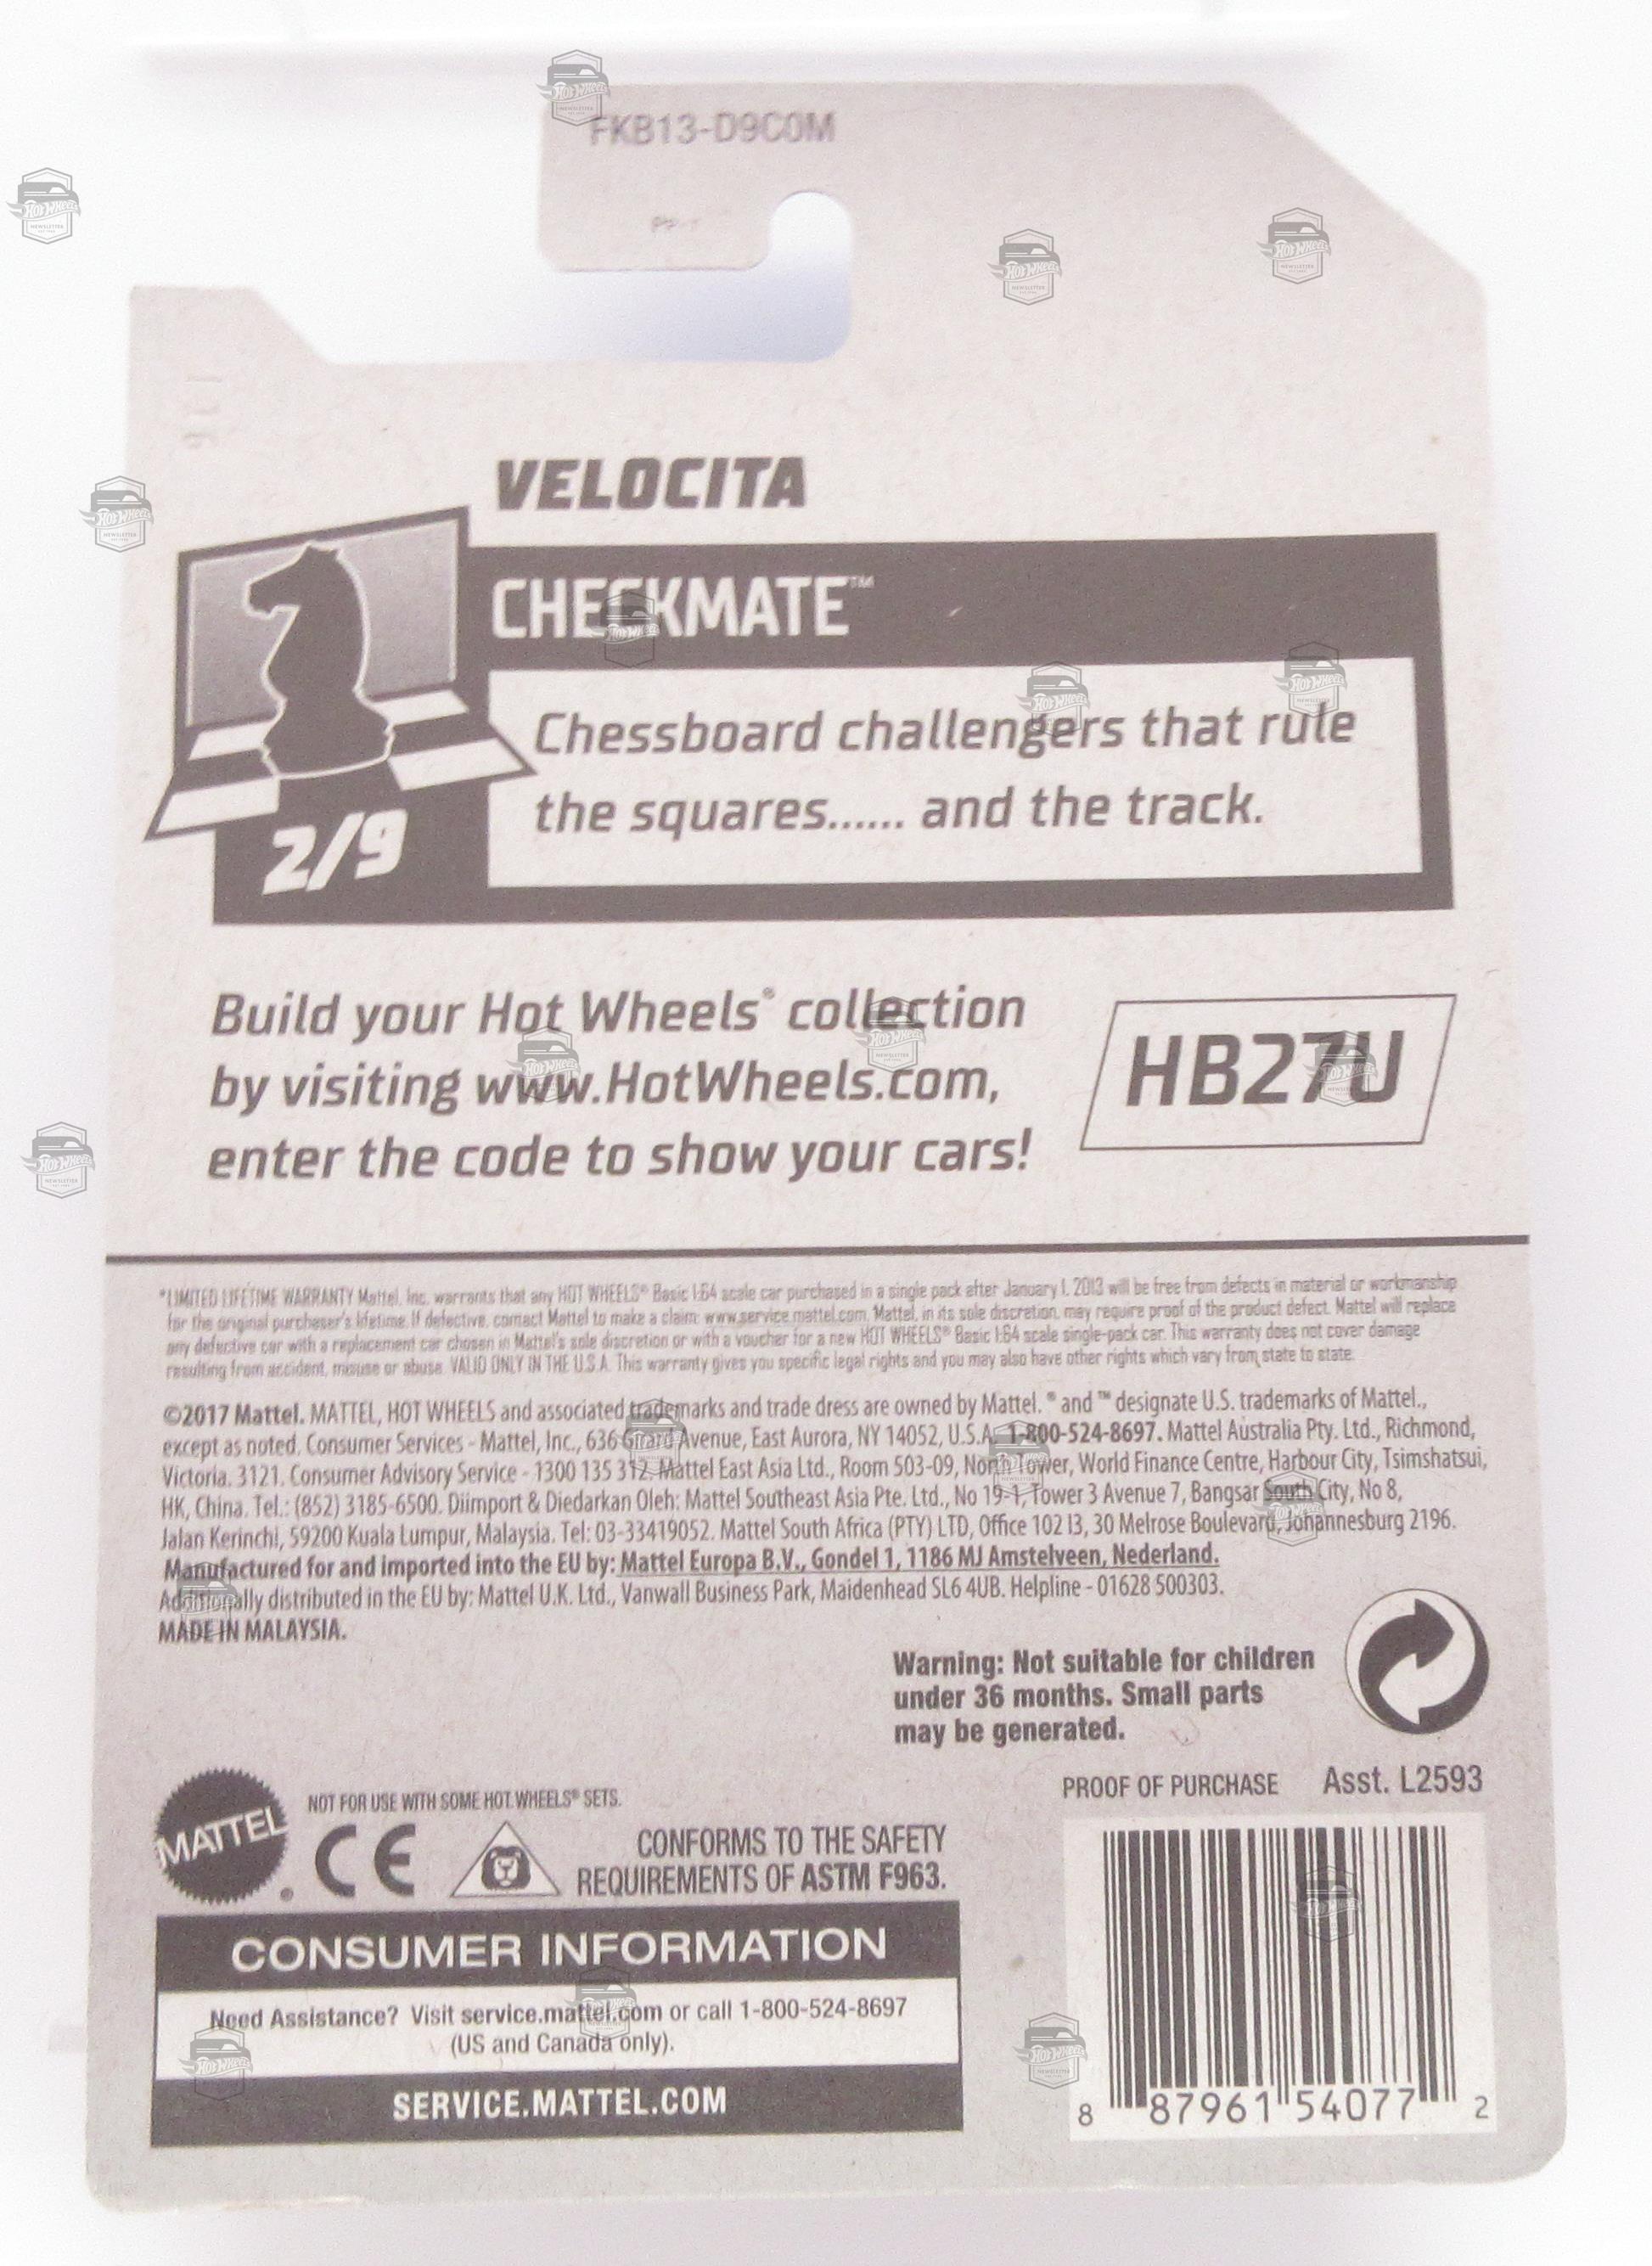 FKB13-D9C0M
VELOCITA
CHECKMATE™
Chessboard challengers that rule
the squares...... and the track.
2/9
Build your Hot Wheels® collection
by visiting www.HotWheels.com,
enter the code to show your cars!
HB27U
*LIMITED LIFETIME WARRANTY Mattel, Inc. warrants that any HOT WHEELS® Basic 1:64 scale car purchased in a single pack after January 1, 2013 will be free from defects in material or workmanship
for the original purchaser's lifetime. If defective, contact Mattel to make a claim: www.service.mattel.com. Mattel, in its sole discretion, may require proof of the product defect. Mattel will replace
any defective car with a replacement car chosen in Mattel's sole discretion or with a voucher for a new HOT WHEELS® Basic 1:64 scale single-pack car. This warranty does not cover damage
resulting from accident, misuse or abuse. VALID ONLY IN THE U.S.A. This warranty gives you specific legal rights and you may also have other rights which vary from state to state.
©2017 Mattel. MATTEL, HOT WHEELS and associated trademarks and trade dress are owned by Mattel. ® and ™ designate U.S. trademarks of Mattel.,
except as noted. Consumer Services - Mattel, Inc., 636 Girard Avenue, East Aurora, NY 14052, U.S.A. 1-800-524-8697. Mattel Australia Pty. Ltd., Richmond,
Victoria. 3121. Consumer Advisory Service - 1300 135 312. Mattel East Asia Ltd., Room 503-09, North Tower, World Finance Centre, Harbour City, Tsimshatsui,
HK, China. Tel.: (852) 3185-6500. Diimport & Diedarkan Oleh: Mattel Southeast Asia Pte. Ltd., No 19-1, Tower 3 Avenue 7, Bangsar South City, No 8,
Jalan Kerinchi, 59200 Kuala Lumpur, Malaysia. Tel: 03-33419052. Mattel South Africa (PTY) LTD, Office 102 I3, 30 Melrose Boulevard, Johannesburg 2196.
Manufactured for and imported into the EU by: Mattel Europa B.V., Gondel 1, 1186 MJ Amstelveen, Nederland.
Additionally distributed in the EU by: Mattel U.K. Ltd., Vanwall Business Park, Maidenhead SL6 4UB. Helpline - 01628 500303.
MADE IN MALAYSIA.
Warning: Not suitable for children
under 36 months. Small parts
may be generated.
PROOF OF PURCHASE Asst. L2593
MATTEL
NOT FOR USE WITH SOME HOT WHEELS® SETS.
CE
CONFORMS TO THE SAFETY
REQUIREMENTS OF ASTM F963.
CONSUMER INFORMATION
Need Assistance? Visit service.mattel.com or call 1-800-524-8697
(US and Canada only).
SERVICE.MATTEL.COM
8 87961 54077 2